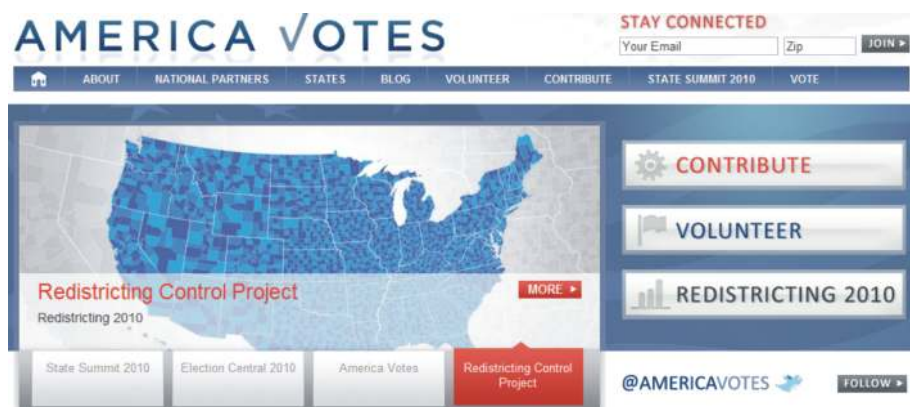 AMERICA VOTES
STAY CONNECTED
Your Email
Zip
JOIN
ABOUT NATIONAL PARTNERS STATES BLOG VOLUNTEER CONTRIBUTE STATE SUMMIT 2010 VOTE
Redistricting Control Project
Redistricting 2010
MORE
CONTRIBUTE
VOLUNTEER
REDISTRICTING 2010
State Summit 2010
Election Central 2010
America Votes
Redistricting Control
Project
@AMERICAVOTES
FOLLOW